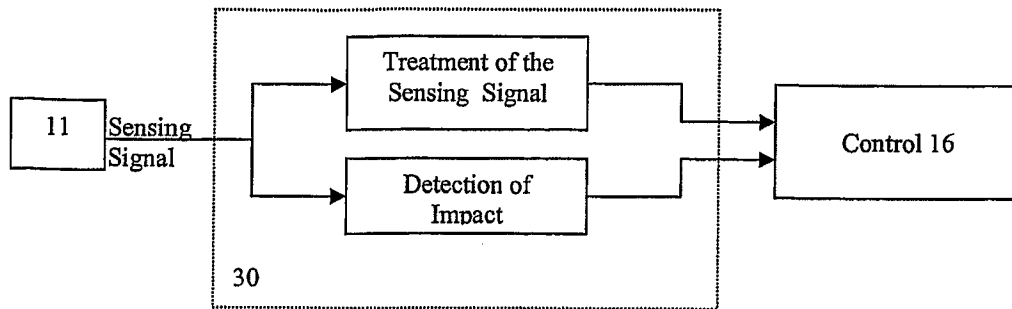 Treatment of the
Sensing Signal
11
Sensing
Signal
Control 16
Detection of
Impact
30